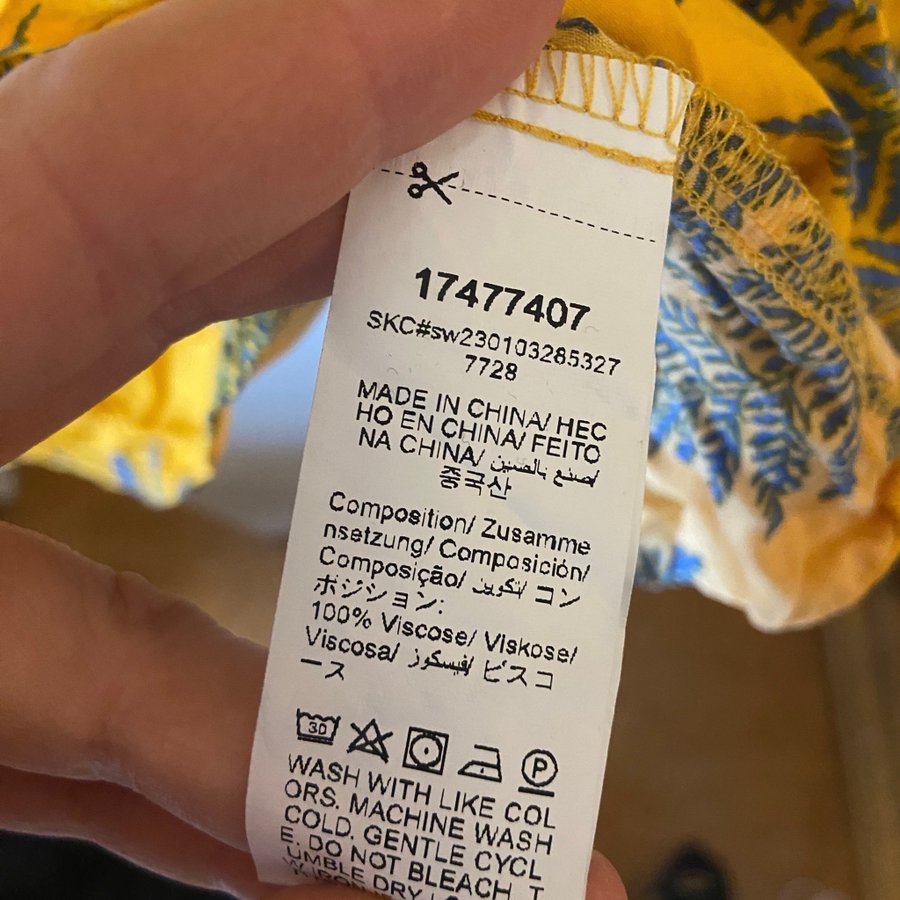 17477407
SKC#sw230103285327
7728
MADE IN CHINA/ HEC
HO EN CHINA/ FEITO
NA CHINA/ صنع بالصين/
중국산
Composition/ Zusamme
nsetzung/ Composición/
Composição/ تكوين/ コン
ポジション:
100% Viscose/ Viskose/
Viscosa/ فيسكوز/ ビスコ
ース
30
P
WASH WITH LIKE COL
ORS. MACHINE WASH
COLD. GENTLE CYCL
E. DO NOT BLEACH. T
UMBLE DRY